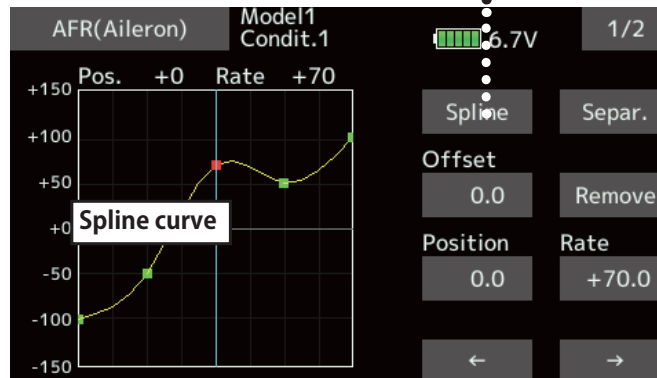 AFR(Aileron)
Model1
Condit.1
6.7V
1/2
Pos. +0 Rate +70
+150
+100
+50
+0
-50
-100
-150
Spline curve
Spline
Separ.
Offset
0.0
Remove
Position
Rate
0.0
+70.0
←
→